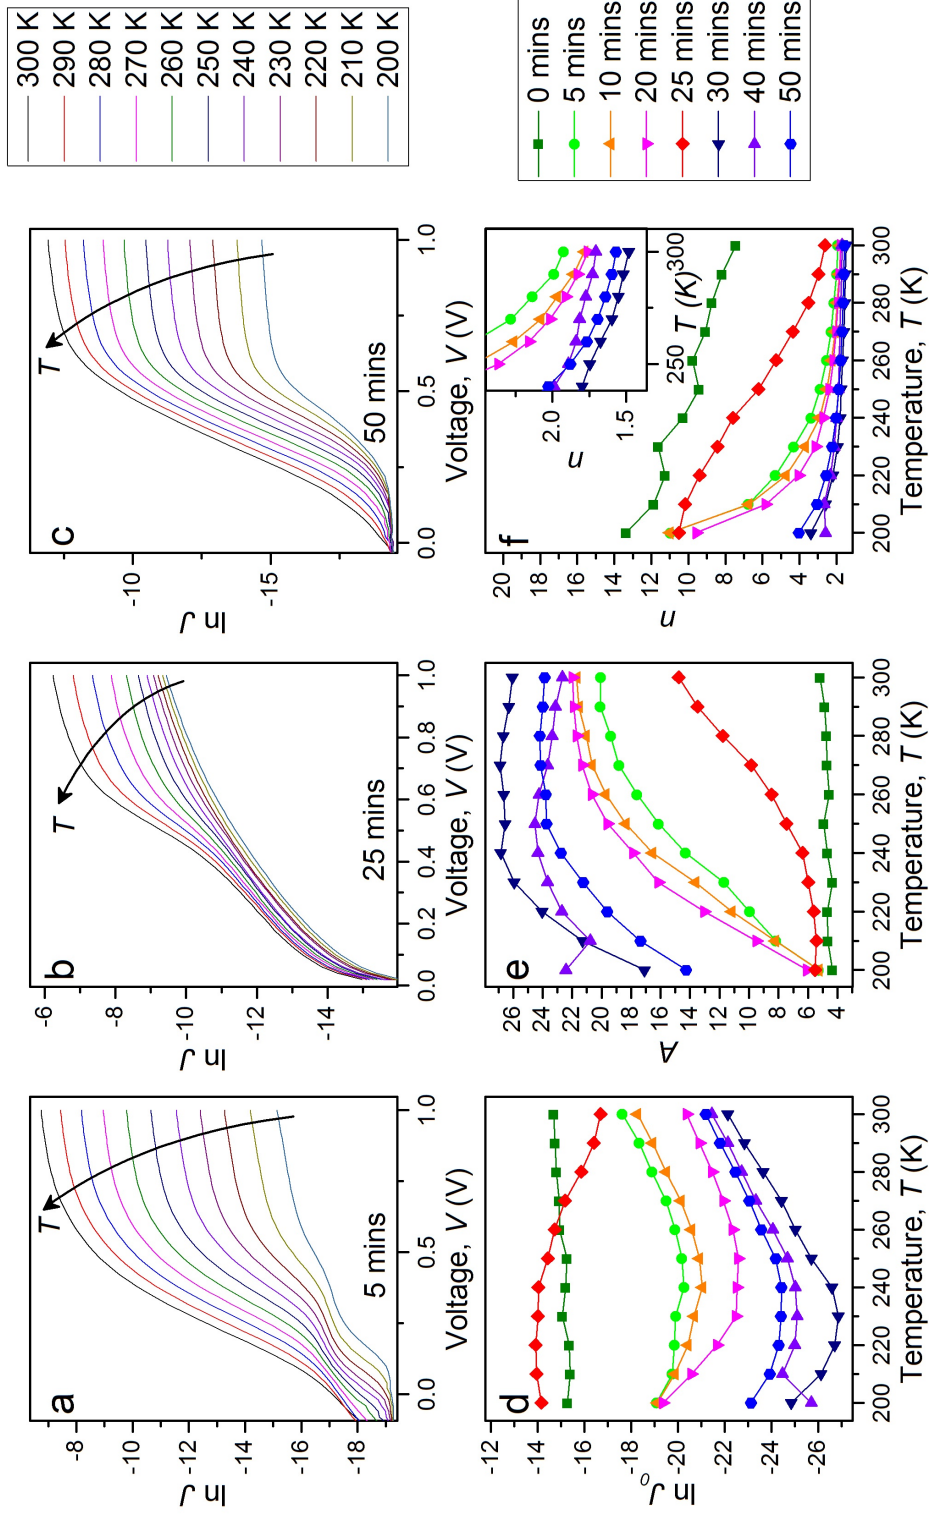 a
T
5 mins
-8
-10
-12
-14
-16
-18
ln J
0.0 0.5 1.0
Voltage, V (V)
b
T
25 mins
-6
-8
-10
-12
-14
ln J
0.0 0.2 0.4 0.6 0.8 1.0
Voltage, V (V)
c
T
50 mins
-10
-15
ln J
0.0 0.5 1.0
Voltage, V (V)
300 K
290 K
280 K
270 K
260 K
250 K
240 K
230 K
220 K
210 K
200 K
d
-12
-14
-16
-18
-20
-22
-24
-26
ln J0
200 220 240 260 280 300
Temperature, T (K)
e
26
24
22
20
18
16
14
12
10
8
6
4
A
200 220 240 260 280 300
Temperature, T (K)
f
20
18
16
14
12
10
8
6
4
2
n
200 220 240 260 280 300
Temperature, T (K)
2.0
1.5
n
250 300
T (K)
0 mins
5 mins
10 mins
20 mins
25 mins
30 mins
40 mins
50 mins